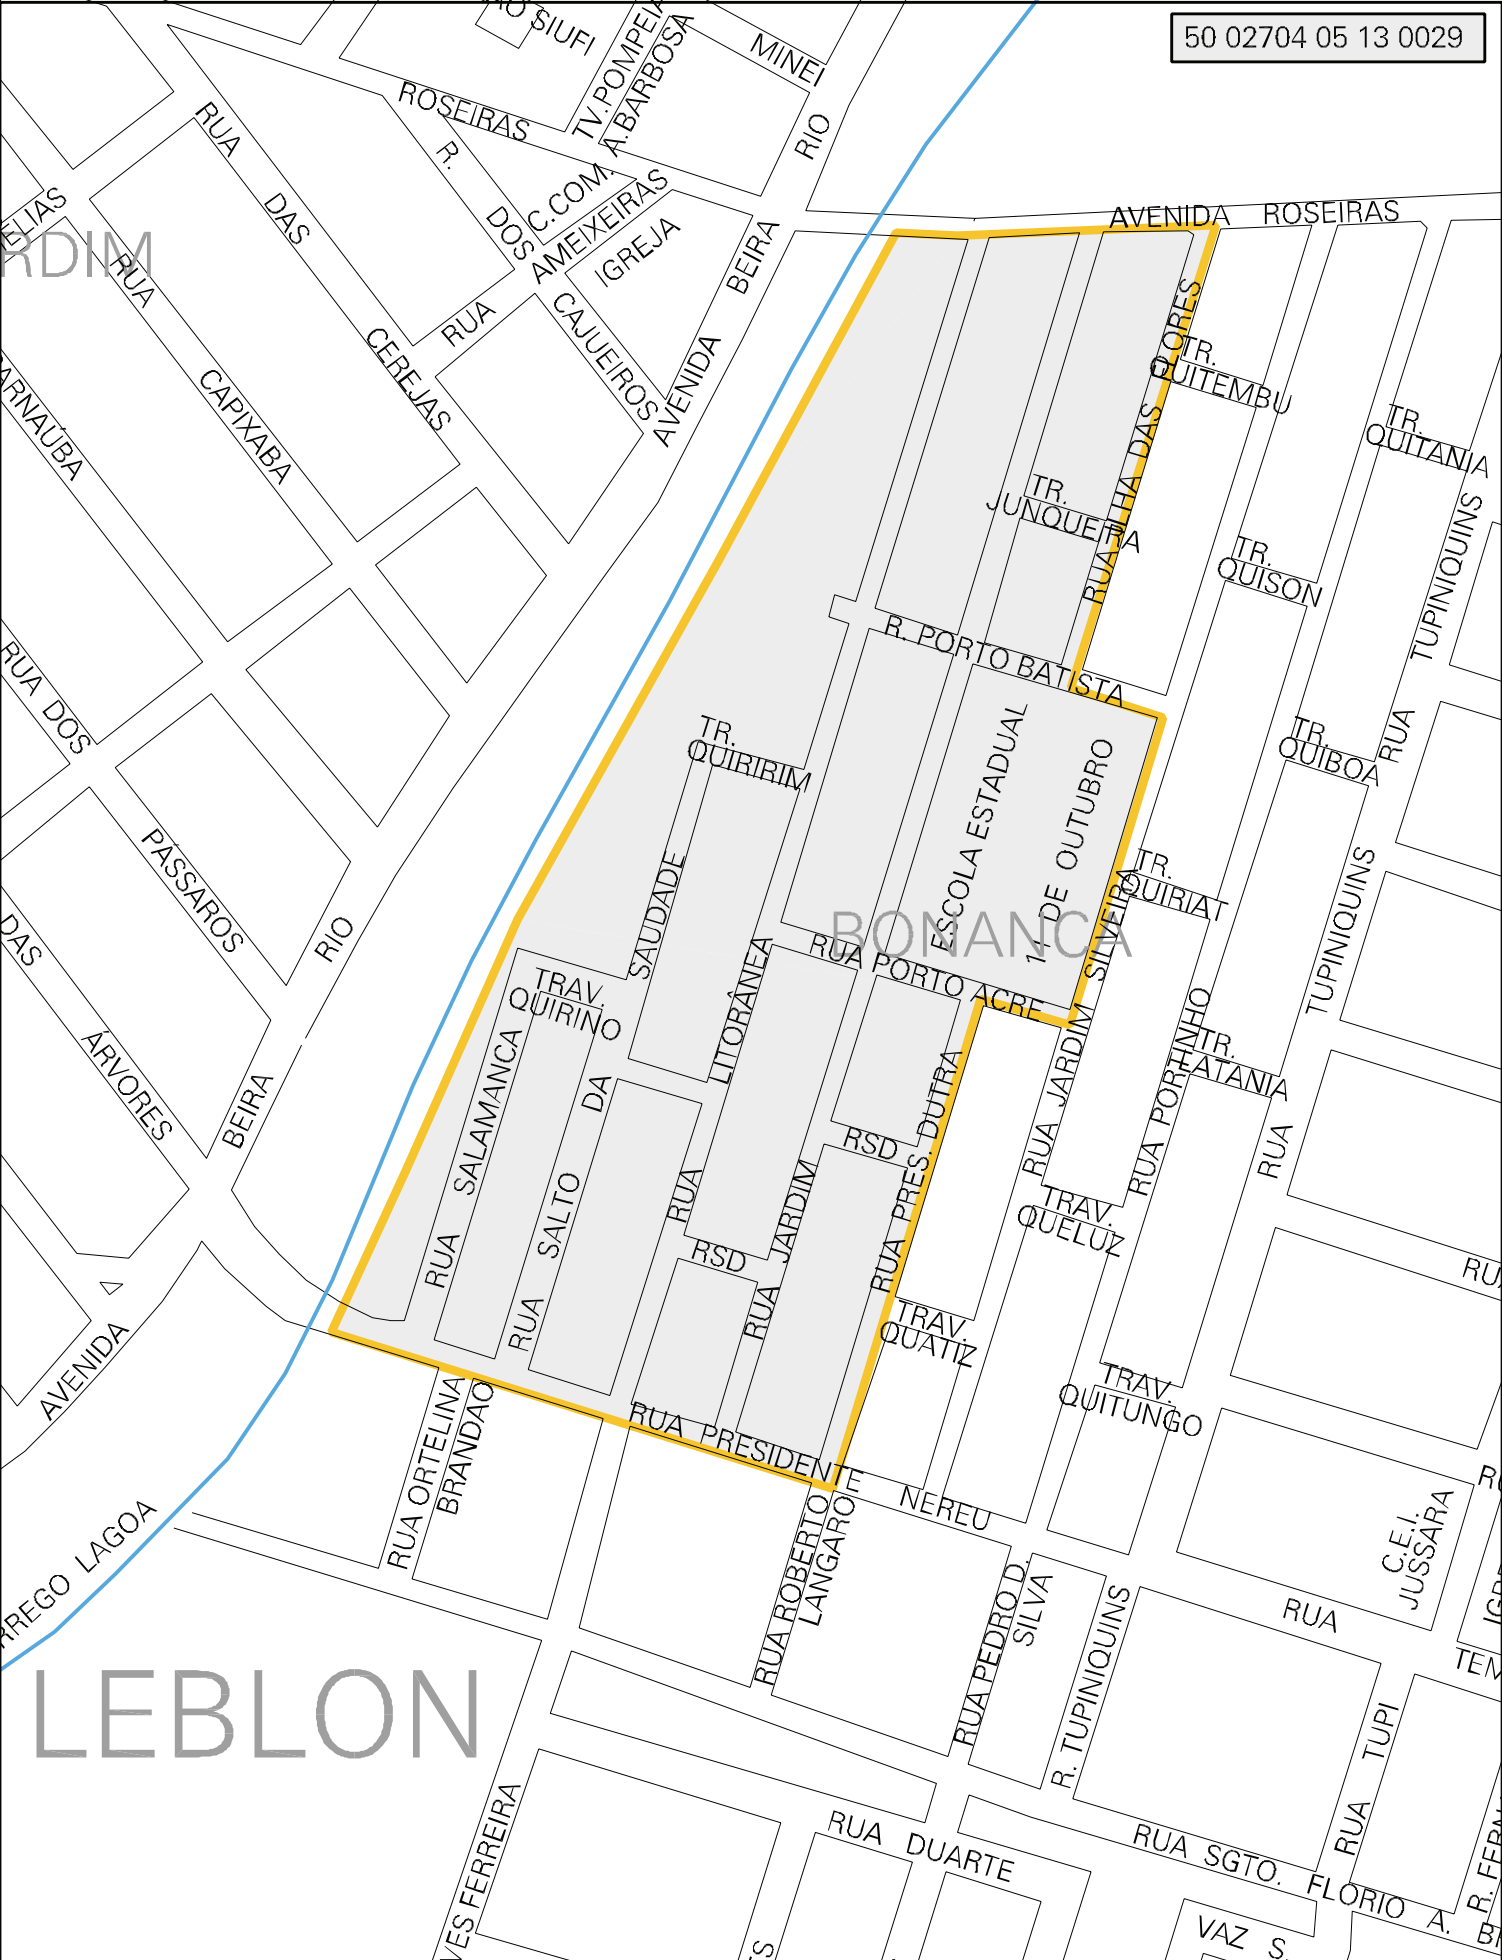 50 02704 05 13 0029
SIUFI
TV.POMPEIA
A.BARBOSA
MINEI
ROSEIRAS
RIO
RUA
DAS
CEREJAS
R.
DOS
CAJUEIROS
C.COM.
AMEIXEIRAS
RUA
IGREJA
BEIRA
AVENIDA
AVENIDA ROSEIRAS
RUA
CAPIXABA
TR.
QUITEMBU
RUA ILHA DAS FLORES
TR.
QUITANIA
TR.
JUNQUEIRA
TR.
QUISON
TUPINIQUINS
RUA
R. PORTO BATISTA
RUA DOS
PÁSSAROS
TR.
QUIRIRIM
TR.
QUIBOA
ESCOLA ESTADUAL
11 DE OUTUBRO
BONANCA
TR.
QUIRIAT
SILVEIRA
RUA JARDIM
TUPINIQUINS
RUA
DAS
ÁRVORES
RIO
BEIRA
AVENIDA
SAUDADE
DA
SALTO
RUA
TRAV.
QUIRINO
RUA SALAMANCA
LITORÂNEA
RUA
RUA PORTO ACRE
RUA PORTINHO
TR.
RSD
RUA PRES. DUTRA
RSD
RUA JARDIM
TRAV.
QUELUZ
TRAV.
QUATIZ
TRAV.
QUITUNGO
RUA PRESIDENTE
NEREU
RUA ORTELINA
BRANDAO
RUA ROBERTO
LANGARO
C.E.I.
JUSSARA
RUA
RUA PEDRO D.
SILVA
R. TUPINIQUINS
LAGOA
LEBLON
RUA TUPI
RUA DUARTE
RUA SGTO. FLORIO A.
FERREIRA
VAZ S.